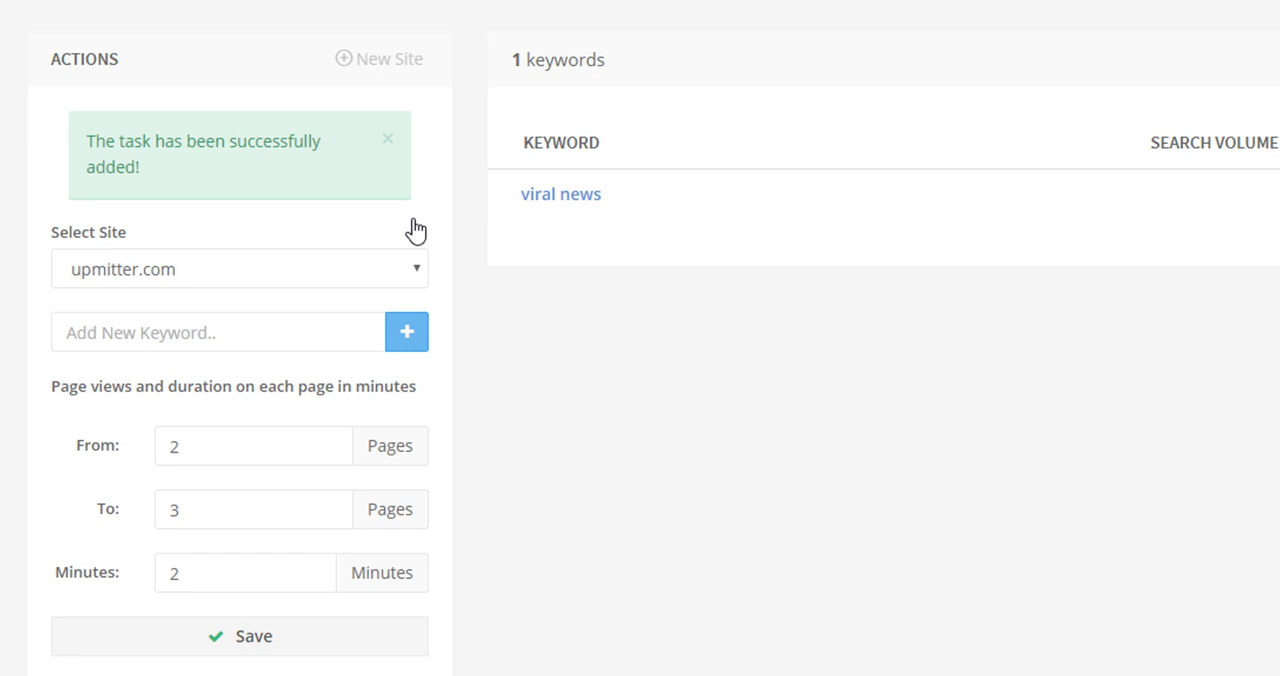 ACTIONS
New Site
The task has been successfully
added!
×
Select Site
upmitter.com
Add New Keyword..
Page views and duration on each page in minutes
From:
2
Pages
To:
3
Pages
Minutes:
2
Minutes
Save
1 keywords
KEYWORD
SEARCH VOLUME
viral news